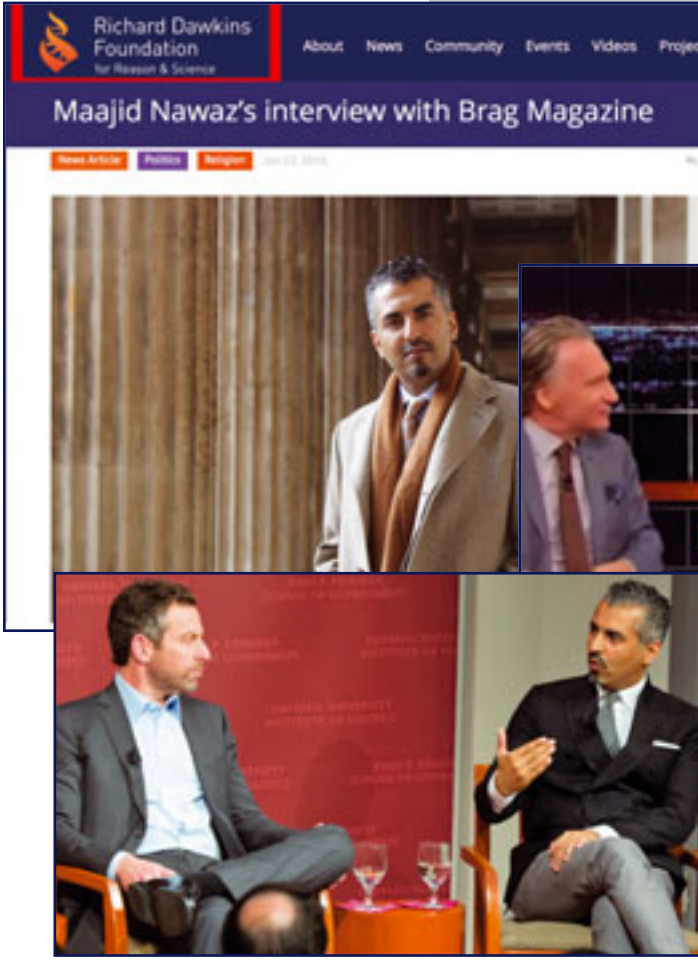 Richard Dawkins
Foundation
for Reason & Science
About News Community Events Videos
Maajid Nawaz's interview with Brag Magazine
News Article Politics Religion